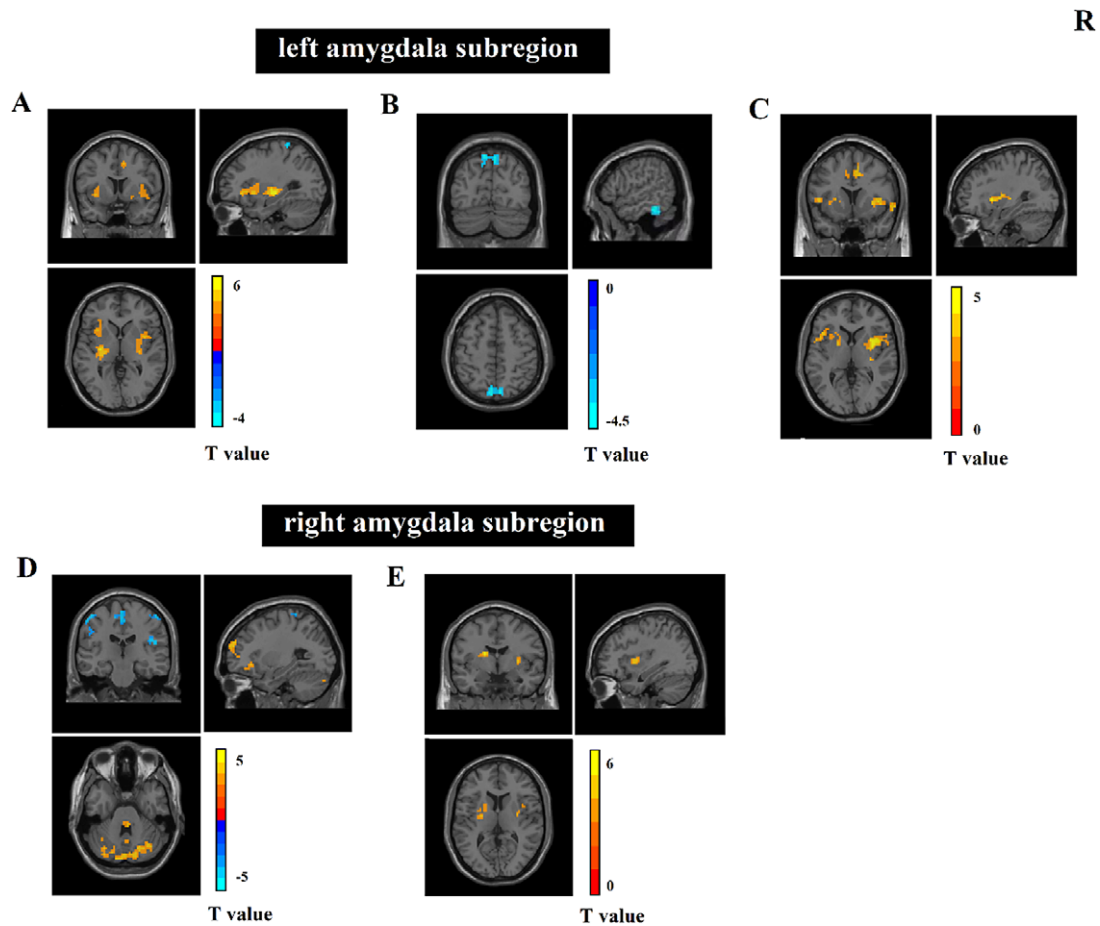 R
left amygdala subregion
A
B
C
6
-4
T value
0
-4.5
T value
5
0
T value
right amygdala subregion
D
E
5
-5
T value
6
0
T value